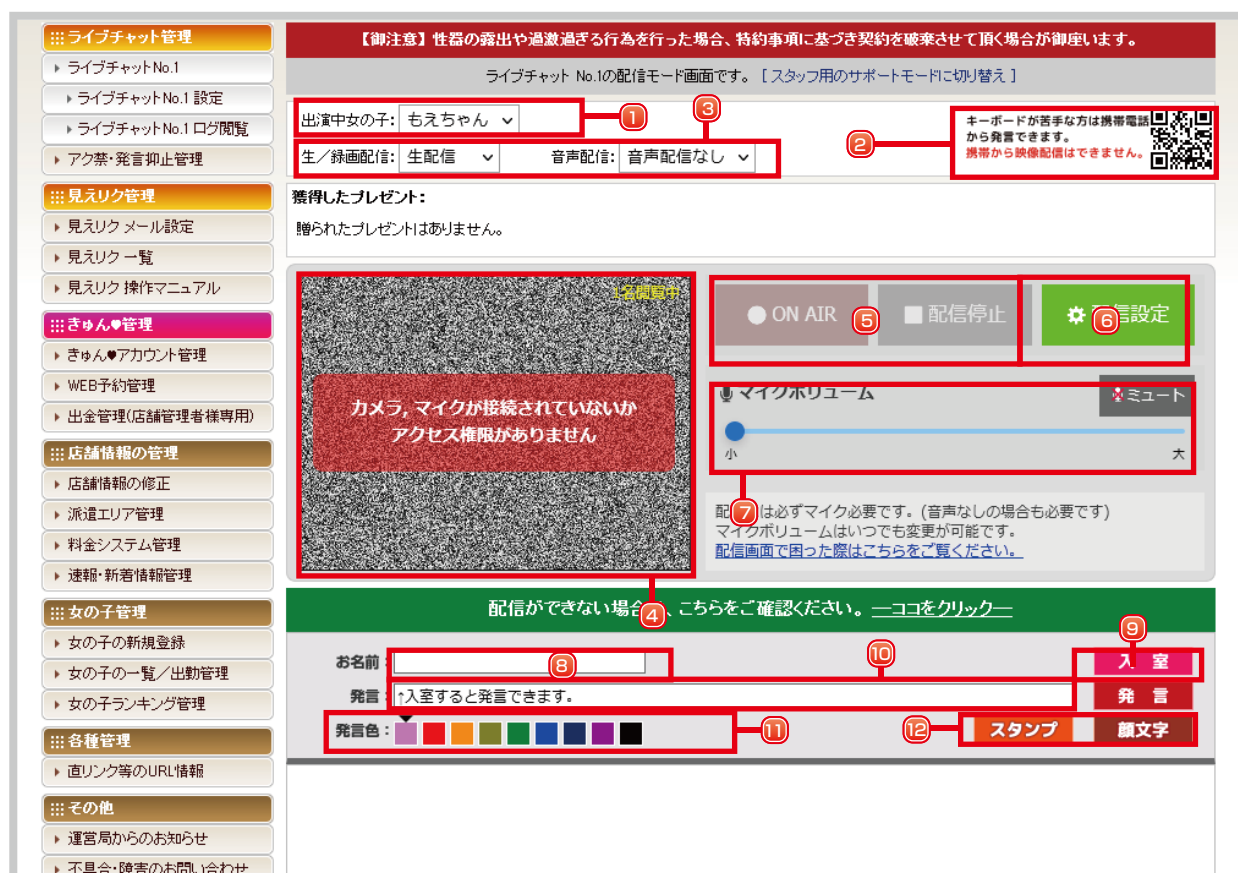 ライブチャット管理
ライブチャットNo.1
ライブチャットNo.1 設定
ライブチャットNo.1 ログ閲覧
アク禁・発言抑止管理
見えリク管理
見えリク メール設定
見えリク 一覧
見えリク 操作マニュアル
きゅん♥管理
きゅん♥アカウント管理
WEB予約管理
出金管理(店舗管理者様専用)
店舗情報の管理
店舗情報の修正
派遣エリア管理
料金システム管理
速報・新着情報管理
女の子管理
女の子の新規登録
女の子の一覧／出勤管理
女の子ランキング管理
各種管理
直リンク等のURL情報
その他
運営局からのお知らせ
不具合・障害のお問い合わせ
【御注意】性器の露出や過激過ぎる行為を行った場合、特約事項に基づき契約を破棄させて頂く場合が御座います。
ライブチャット No.1の配信モード画面です。 [ スタッフ用のサポートモードに切り替え ]
出演中女の子: もえちゃん
1
3
生／録画配信: 生配信 音声配信: 音声配信なし
2
キーボードが苦手な方は携帯電話
から発言できます。
携帯から映像配信はできません。
獲得したプレゼント：
贈られたプレゼントはありません。
1名閲覧中
カメラ, マイクが接続されていないか
アクセス権限がありません
4
ON AIR
5
配信停止
6
配信設定
マイクボリューム
ミュート
小
大
7
は必ずマイク必要です。(音声なしの場合も必要です)
マイクボリュームはいつでも変更が可能です。
配信画面で困った際はこちらをご覧ください。
配信ができない場合、こちらをご確認ください。 ―ココをクリック―
お名前：
8
10
9
入 室
発言： ↑入室すると発言できます。
発 言
発言色：
11
12
スタンプ
顔文字